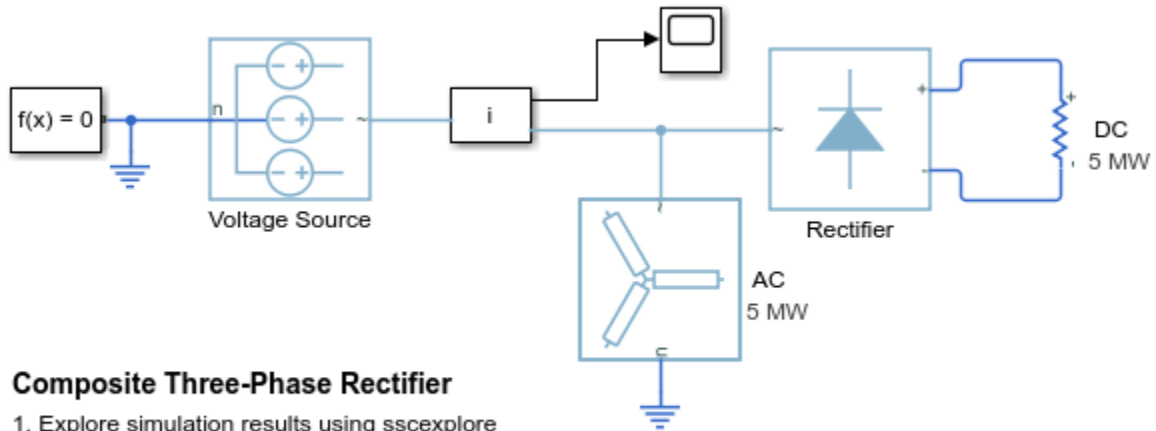 f(x) = 0
n
~
Voltage Source
i
~
+
-
Rectifier
+
-
DC
5 MW
~
n
AC
5 MW
Composite Three-Phase Rectifier
1. Explore simulation results using sscexplore